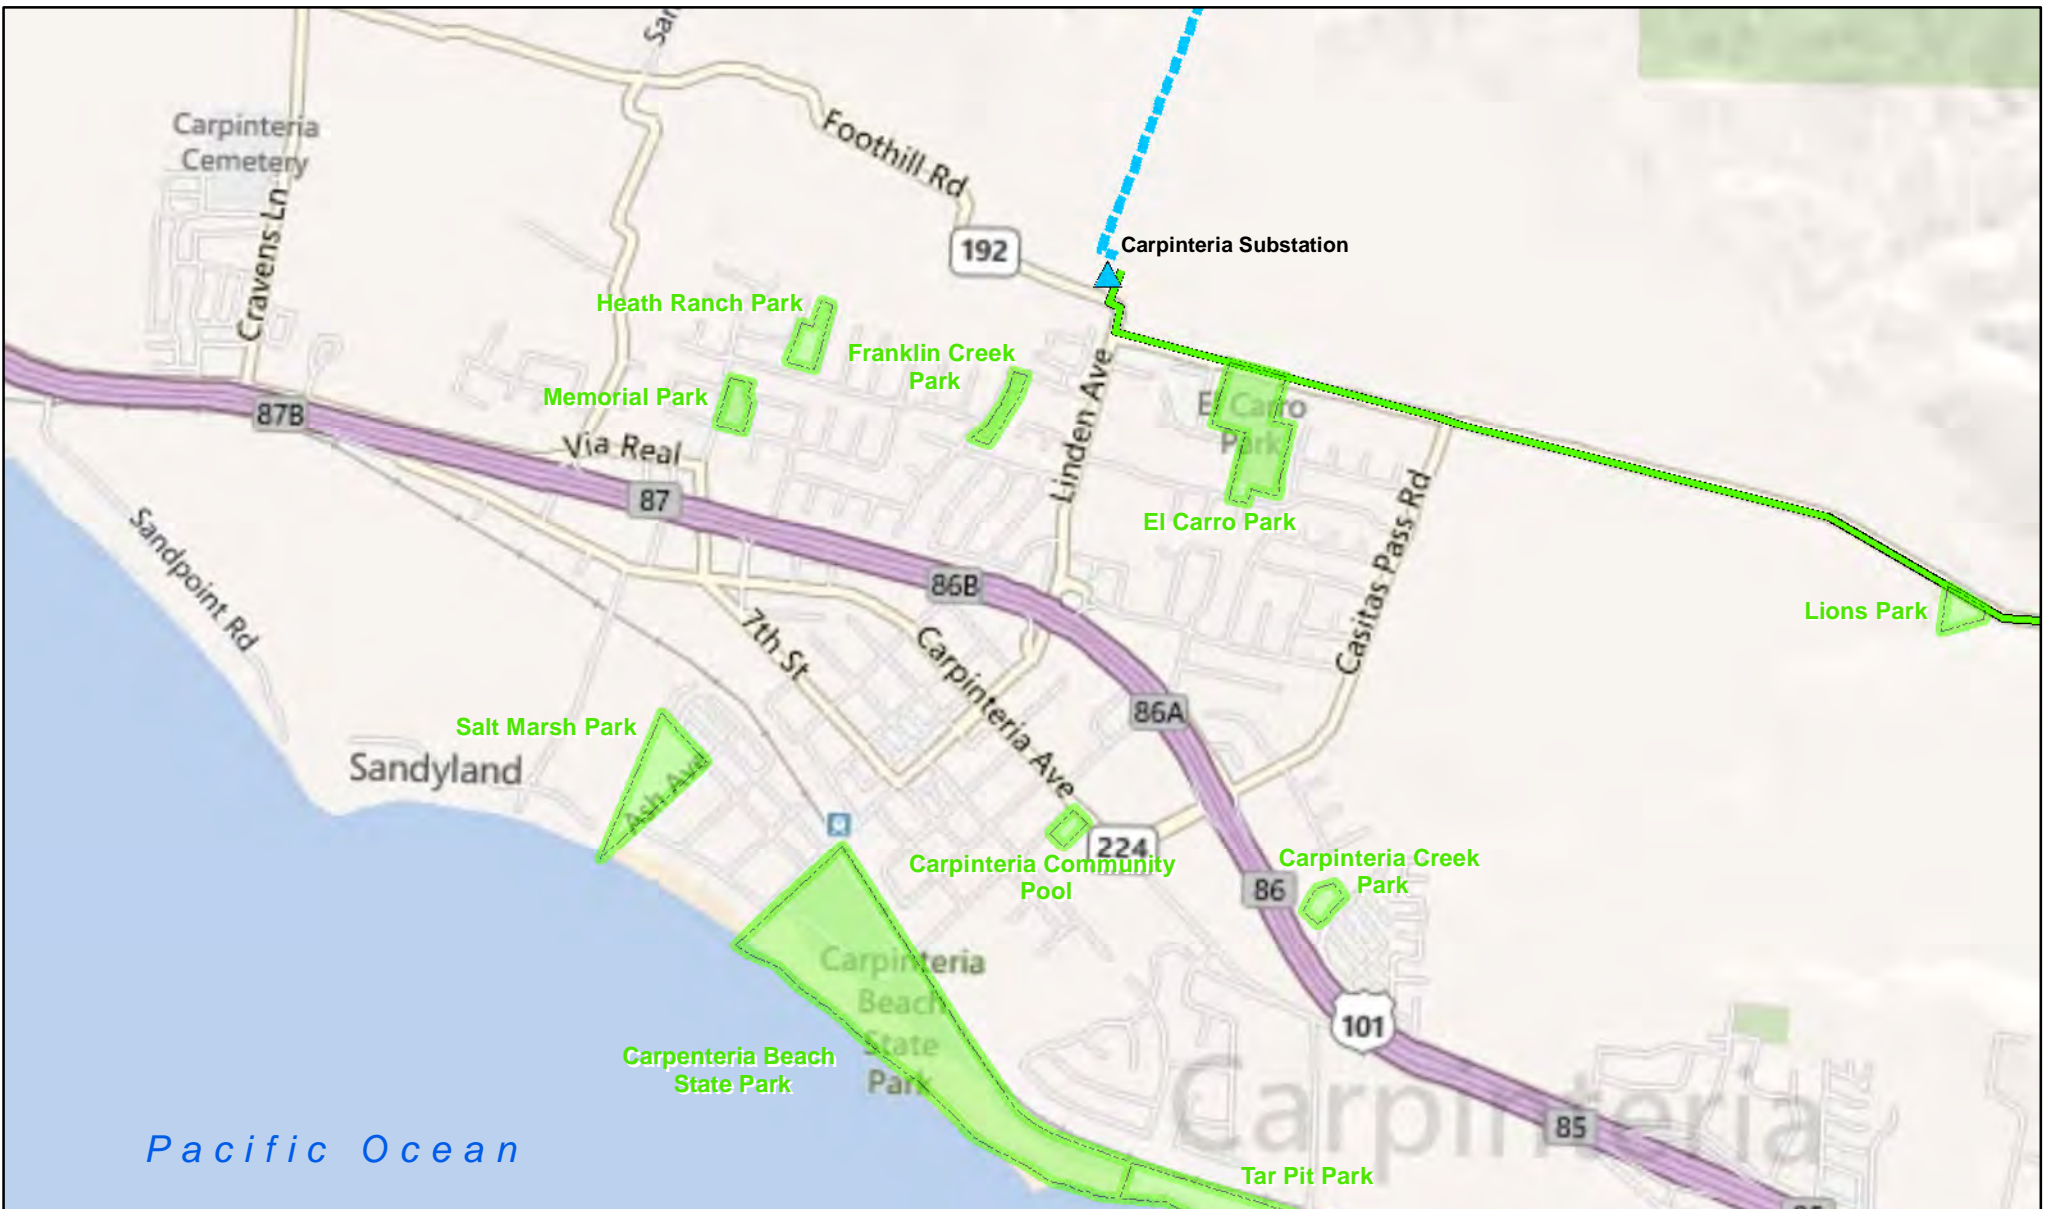 San
Carpinteria
Cemetery
Foothill Rd
Cravens Ln
192
Carpinteria Substation
Heath Ranch Park
Franklin Creek
Park
Memorial Park
Linden Ave
El Carro
Park
87B
Via Real
87
El Carro Park
Casitas Pass Rd
Sandpoint Rd
86B
Lions Park
7th St
Carpinteria Ave
86A
Salt Marsh Park
Sandyland
Ash Ave
224
Carpinteria Community
Pool
Carpinteria Creek
Park
86
Carpinteria
Beach
State
Park
101
Carpenteria Beach
State Park
Carpinteria
85
Pacific Ocean
Tar Pit Park